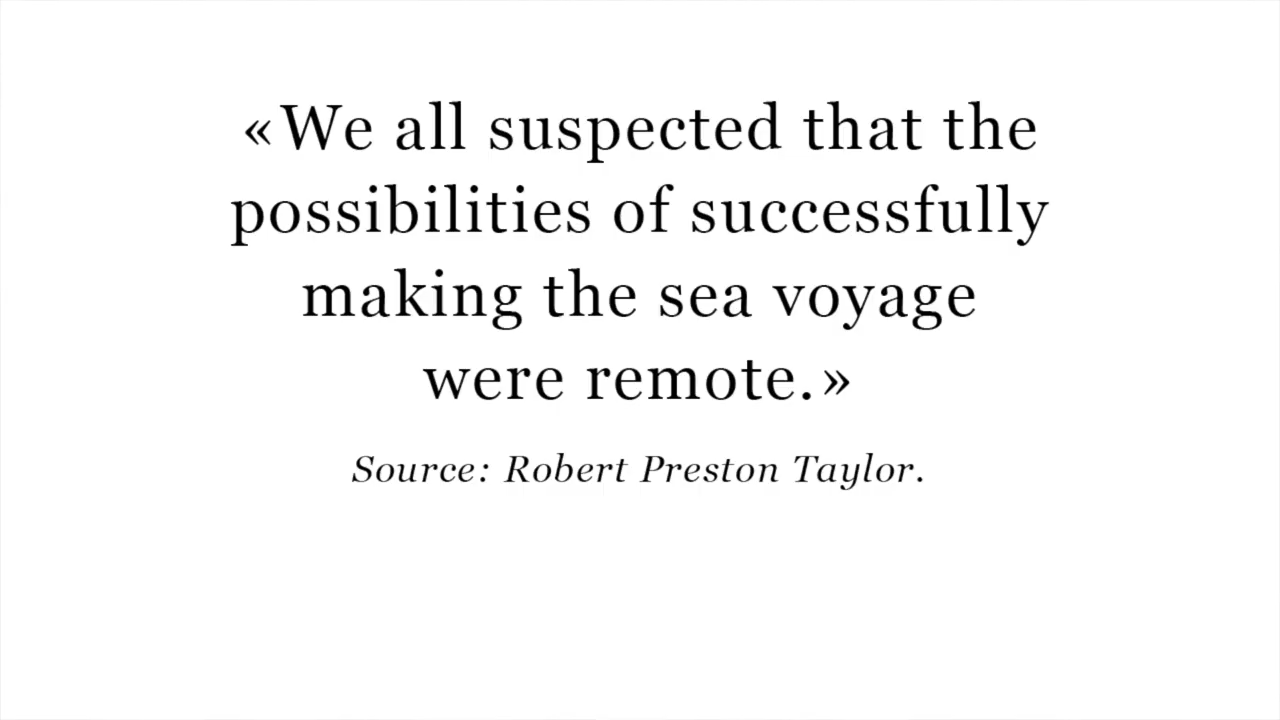 «We all suspected that the
possibilities of successfully
making the sea voyage
were remote.»
Source: Robert Preston Taylor.